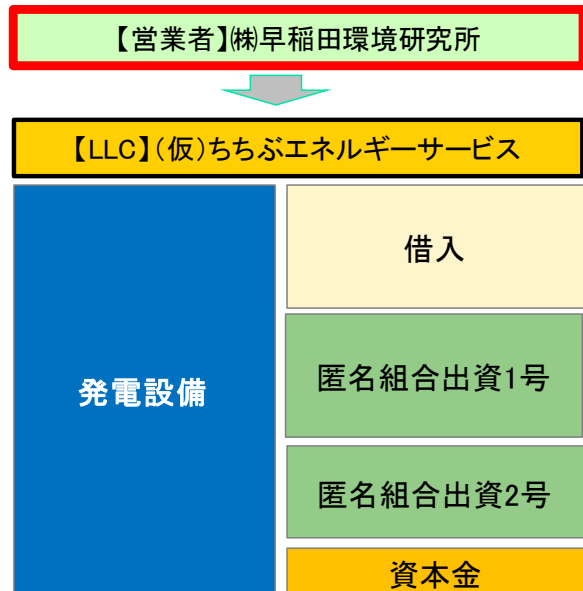 【営業者】㈱早稲田環境研究所
【LLC】（仮）ちちぶエネルギーサービス
発電設備
借入
匿名組合出資1号
匿名組合出資2号
資本金